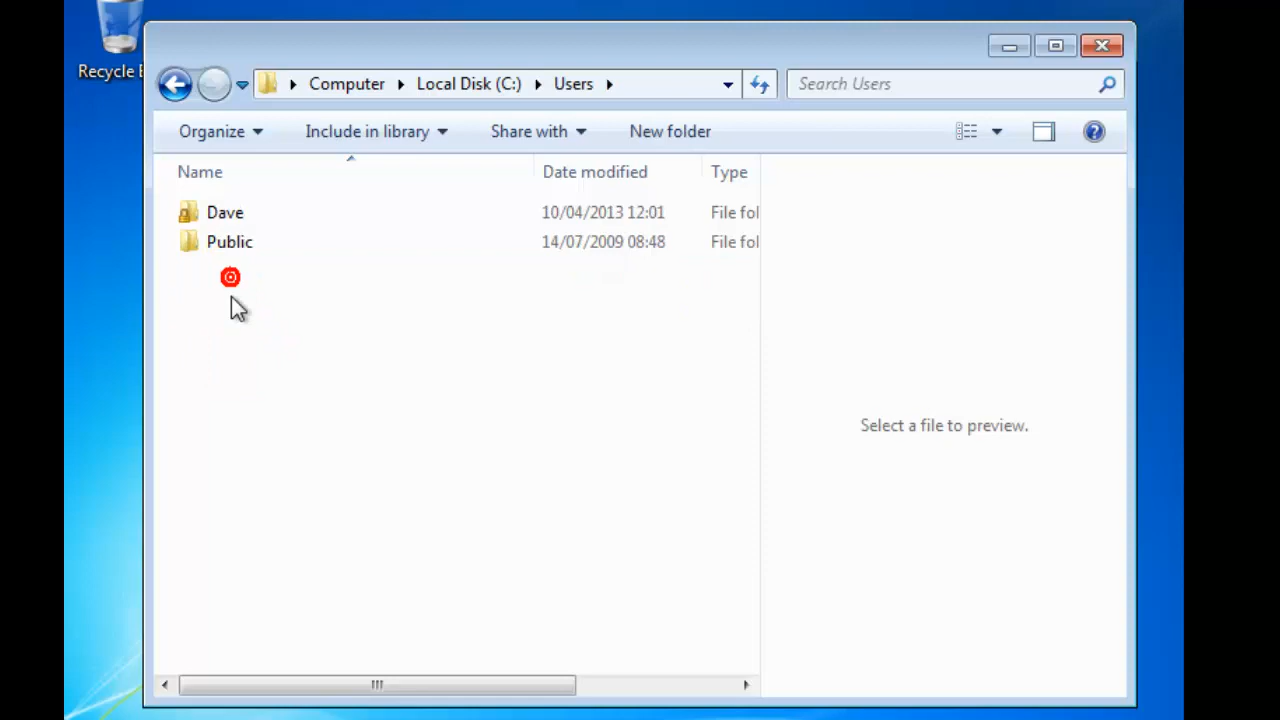 Recycle B
Computer Local Disk (C:) Users
Search Users
Organize Include in library Share with New folder
Name Date modified Type
Dave 10/04/2013 12:01 File fol
Public 14/07/2009 08:48 File fol
Select a file to preview.